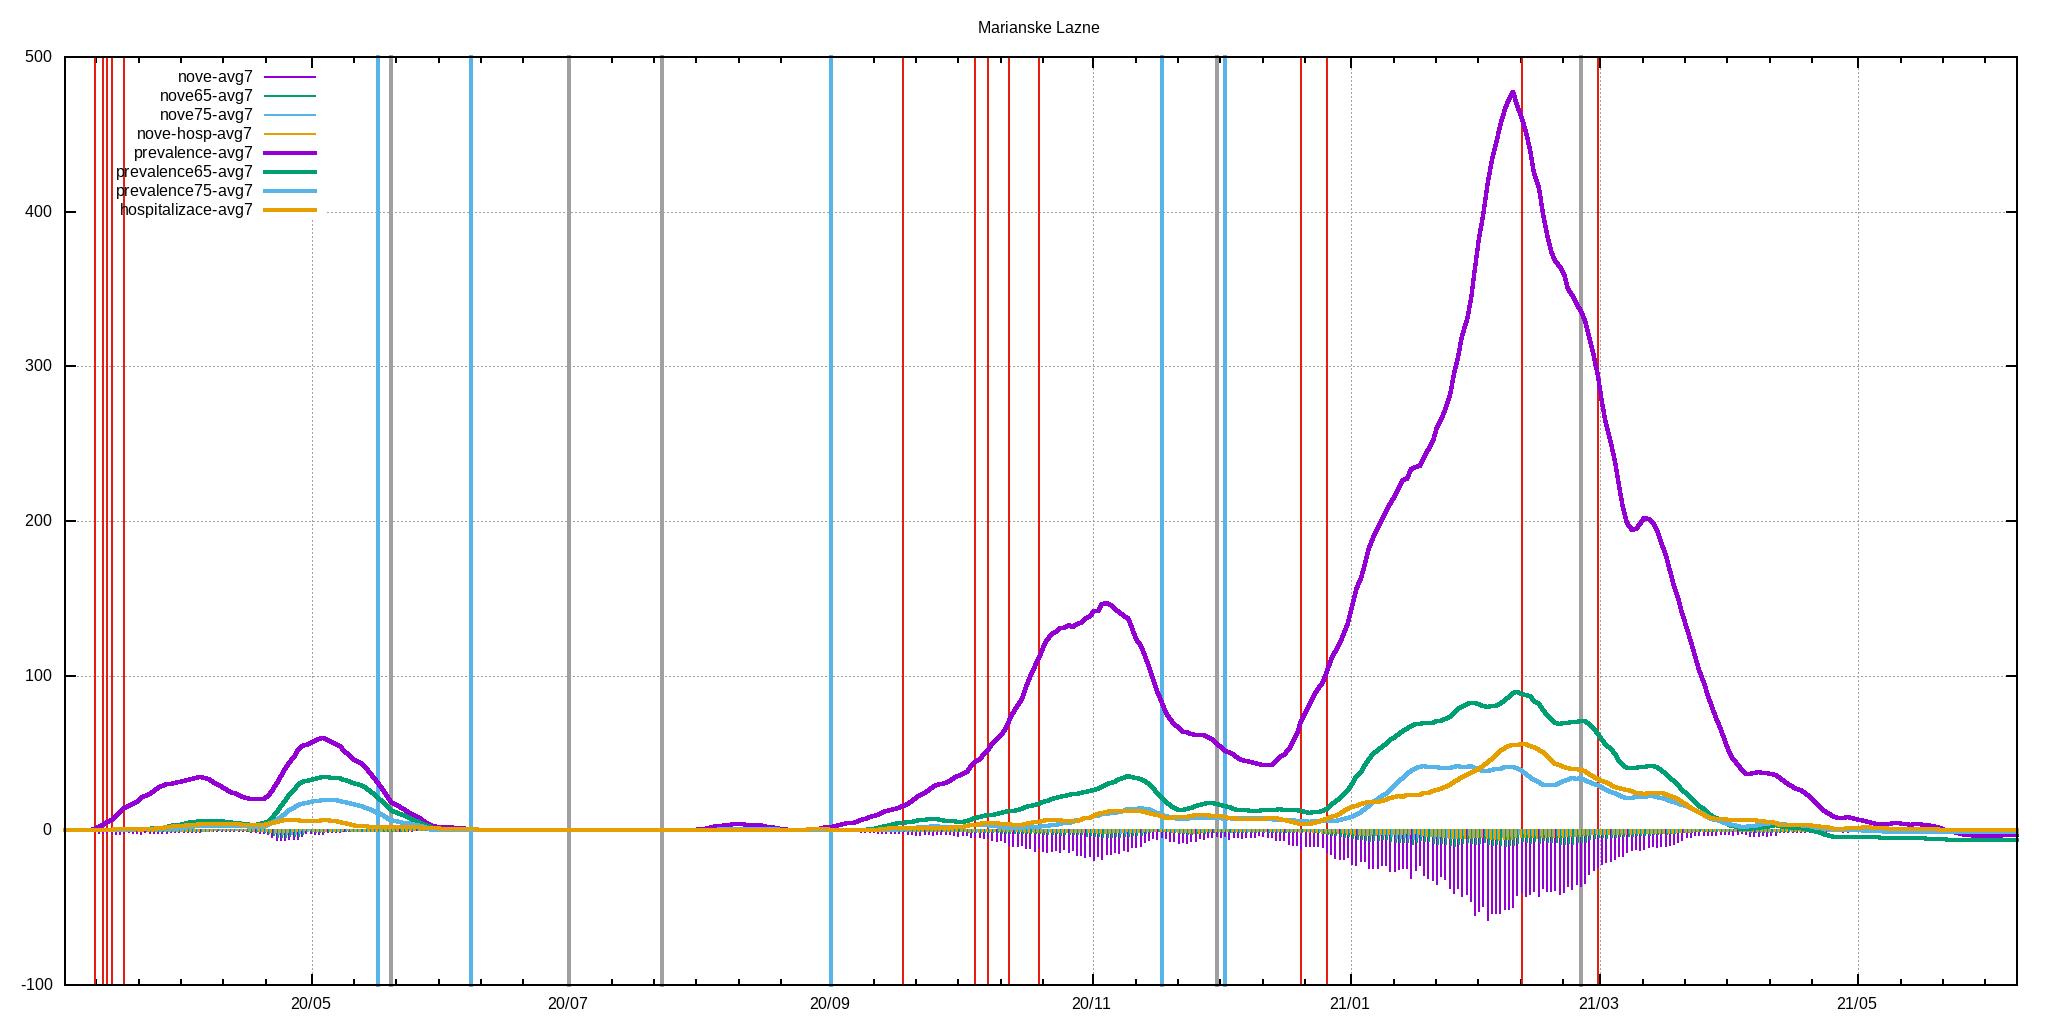 Marianske Lazne
500
400
300
200
100
0
-100
nove-avg7
nove65-avg7
nove75-avg7
nove-hosp-avg7
prevalence-avg7
prevalence65-avg7
prevalence75-avg7
hospitalizace-avg7
20/05 20/07 20/09 20/11 21/01 21/03 21/05